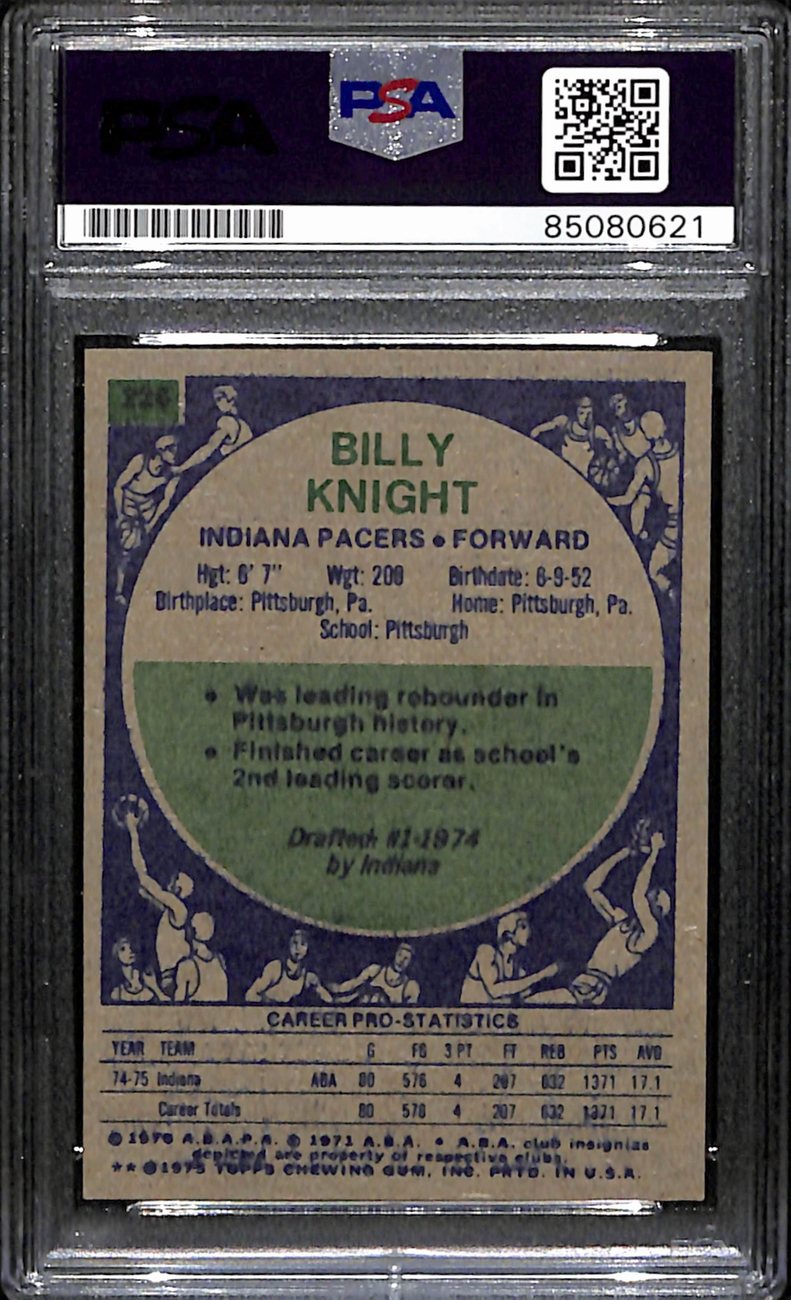 PSA
PSA
85080621
BILLY
KNIGHT
INDIANA PACERS • FORWARD
Hgt: 6' 7" Wgt: 200 Birthdate: 6-9-52
Birthplace: Pittsburgh, Pa. Home: Pittsburgh, Pa.
School: Pittsburgh
• Was leading rebounder in
Pittsburgh history.
• Finished career as school's
2nd leading scorer.
Drafted: #1-1974
by Indiana
CAREER PRO-STATISTICS
YEAR TEAM G FG 3 PT FT REB PTS AVG
74-75 Indiana ABA 80 578 4 207 632 1371 17.1
Career Totals 80 578 4 207 632 1371 17.1
© 1970 A.B.A.P.A. © 1971 A.B.A. • A.B.A. club insignias
depicted are property of respective clubs.
** © 1975 TOPPS CHEWING GUM, INC. PRTD. IN U.S.A.